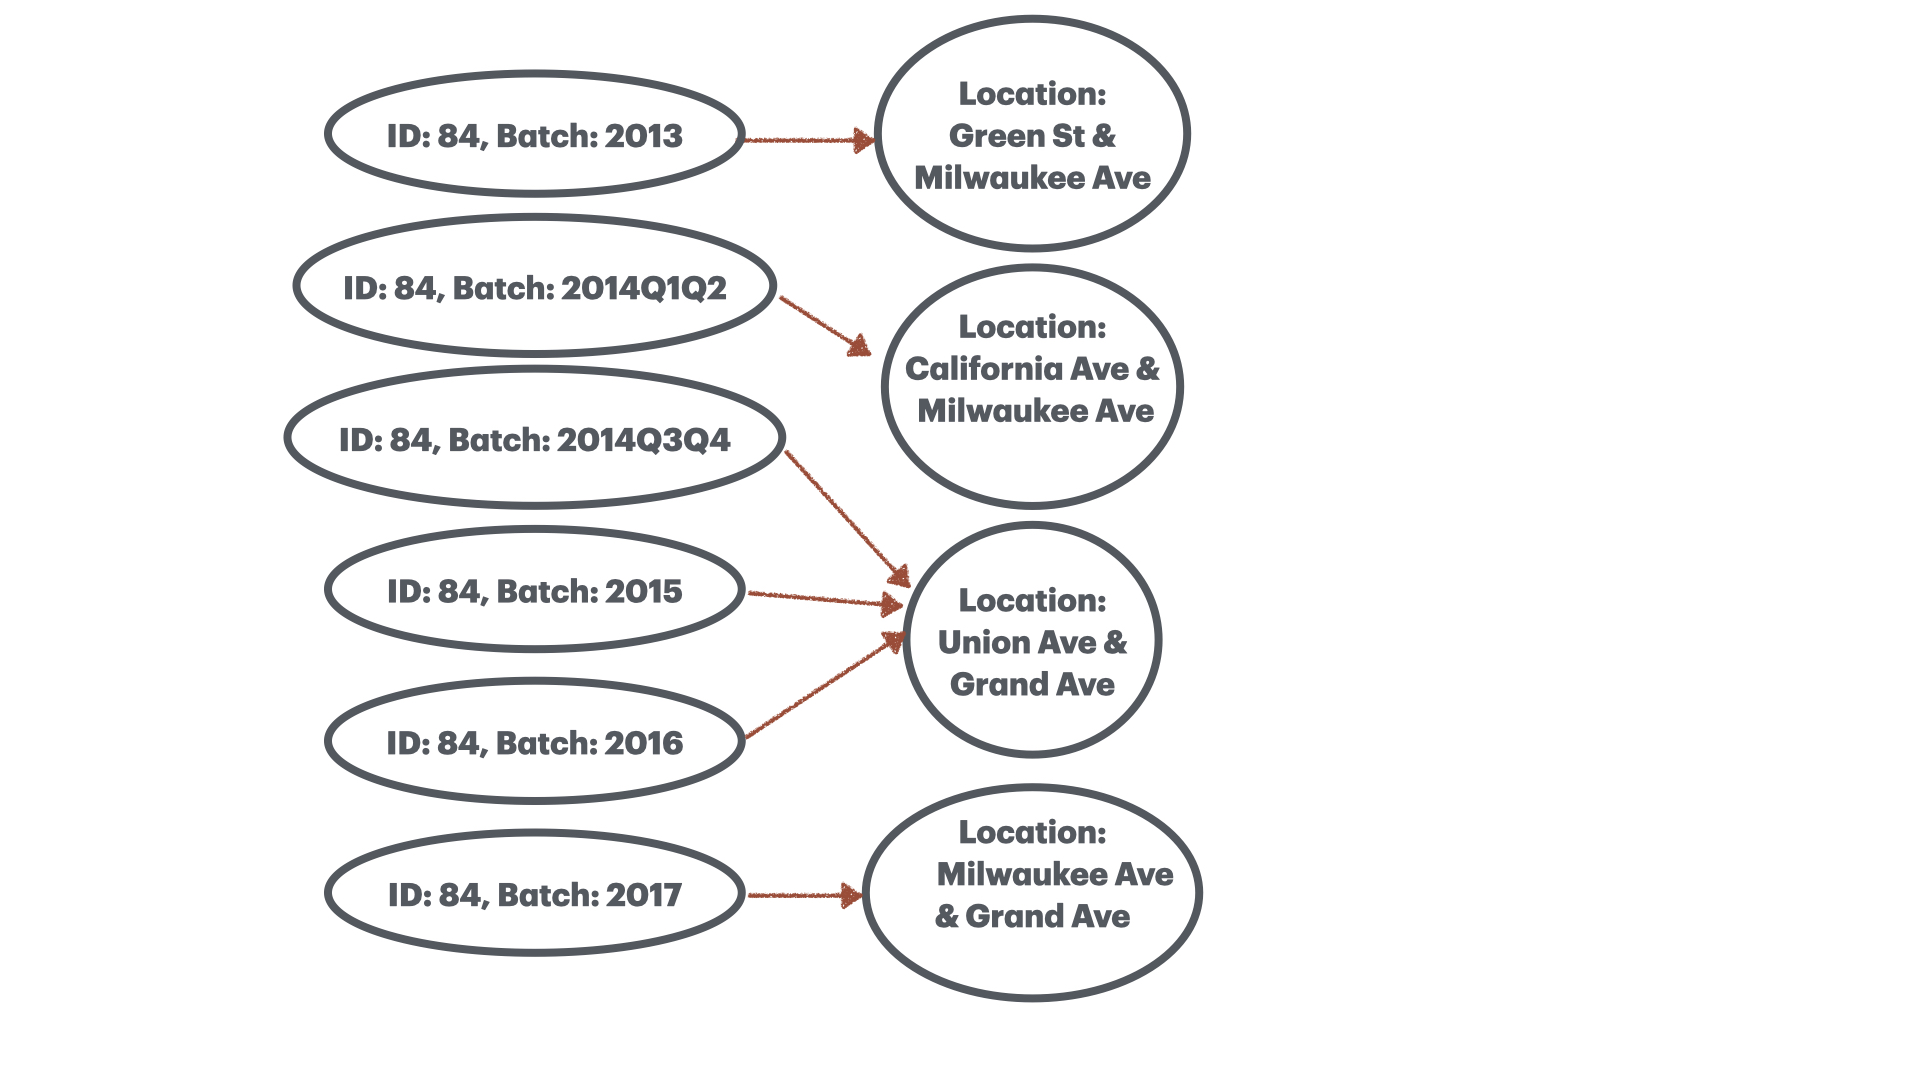 ID: 84, Batch: 2013
Location:
Green St &
Milwaukee Ave
ID: 84, Batch: 2014Q1Q2
Location:
California Ave &
Milwaukee Ave
ID: 84, Batch: 2014Q3Q4
ID: 84, Batch: 2015
Location:
Union Ave &
Grand Ave
ID: 84, Batch: 2016
ID: 84, Batch: 2017
Location:
Milwaukee Ave
& Grand Ave